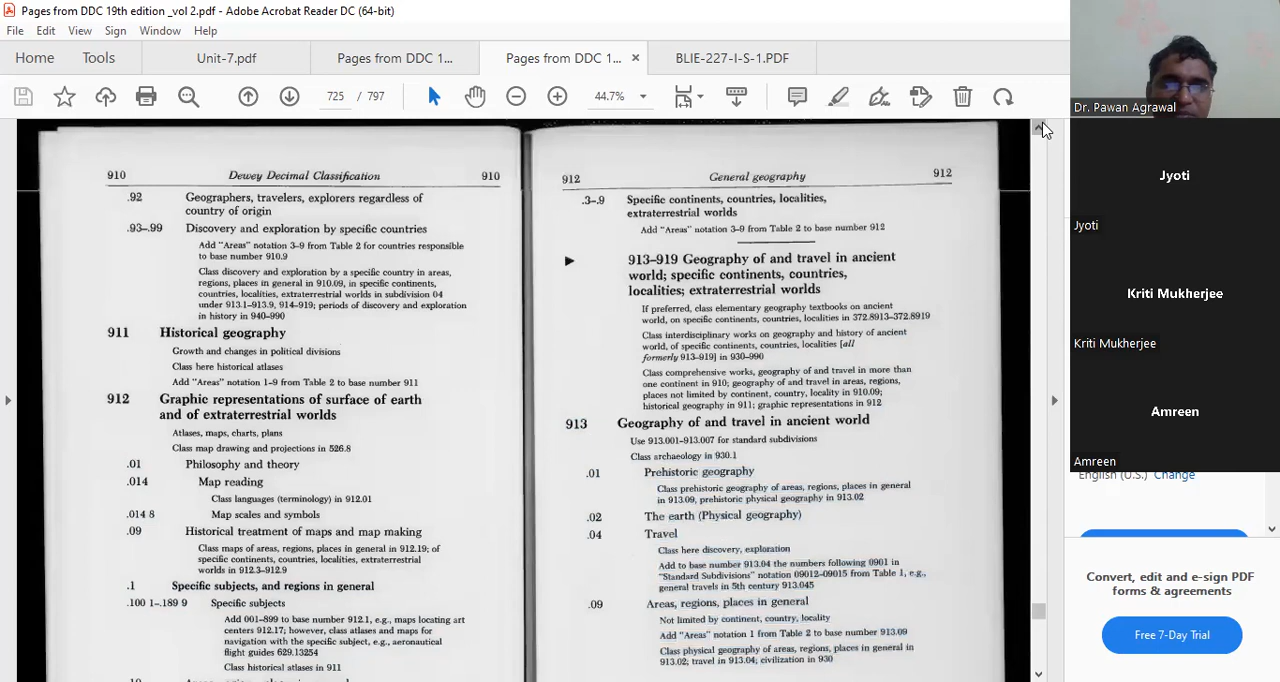 Pages from DDC 19th edition _vol 2.pdf - Adobe Acrobat Reader DC (64-bit)
File Edit View Sign Window Help
Home Tools Unit-7.pdf Pages from DDC 1... Pages from DDC 1... × BLIE-227-I-S-1.PDF
725 / 797 44.7%
910 Dewey Decimal Classification 910
.92 Geographers, travelers, explorers regardless of
country of origin
.93–.99 Discovery and exploration by specific countries
Add "Areas" notation 3–9 from Table 2 for countries responsible
to base number 910.9
Class discovery and exploration by a specific country in areas,
regions, places in general in 910.09, in specific continents,
countries, localities, extraterrestrial worlds in subdivision 04
under 913.1–913.9, 914–919; periods of discovery and exploration
in history in 940–990
911 Historical geography
Growth and changes in political divisions
Class here historical atlases
Add "Areas" notation 1–9 from Table 2 to base number 911
912 Graphic representations of surface of earth
and of extraterrestrial worlds
Atlases, maps, charts, plans
Class map drawing and projections in 526.8
.01 Philosophy and theory
.014 Map reading
Class languages (terminology) in 912.01
.014 8 Map scales and symbols
.09 Historical treatment of maps and map making
Class maps of areas, regions, places in general in 912.19; of
specific continents, countries, localities, extraterrestrial
worlds in 912.3–912.9
.1 Specific subjects, and regions in general
.100 1–.189 9 Specific subjects
Add 001–899 to base number 912.1, e.g., maps locating art
centers 912.17; however, class atlases and maps for
navigation with the specific subject, e.g., aeronautical
flight guides 629.13254
Class historical atlases in 911
912 General geography 912
.3–.9 Specific continents, countries, localities,
extraterrestrial worlds
Add "Areas" notation 3–9 from Table 2 to base number 912
913–919 Geography of and travel in ancient
world; specific continents, countries,
localities; extraterrestrial worlds
If preferred, class elementary geography textbooks on ancient
world, on specific continents, countries, localities in 372.8913–372.8919
Class interdisciplinary works on geography and history of ancient
world, of specific continents, countries, localities [all
formerly 913–919] in 930–990
Class comprehensive works, geography of and travel in more than
one continent in 910; geography of and travel in areas, regions,
places not limited by continent, country, locality in 910.09;
historical geography in 911; graphic representations in 912
913 Geography of and travel in ancient world
Use 913.001–913.007 for standard subdivisions
Class archaeology in 930.1
.01 Prehistoric geography
Class prehistoric geography of areas, regions, places in general
in 913.09, prehistoric physical geography in 913.02
.02 The earth (Physical geography)
.04 Travel
Class here discovery, exploration
Add to base number 913.04 the numbers following 0901 in
"Standard Subdivisions" notation 09012–09015 from Table 1, e.g.,
general travels in 5th century 913.045
.09 Areas, regions, places in general
Not limited by continent, country, locality
Add "Areas" notation 1 from Table 2 to base number 913.09
Class physical geography of areas, regions, places in general in
913.02; travel in 913.04; civilization in 930
Dr. Pawan Agrawal
Jyoti
Jyoti
Kriti Mukherjee
Kriti Mukherjee
Amreen
Amreen
English (U.S.) Change
Convert, edit and e-sign PDF
forms & agreements
Free 7-Day Trial